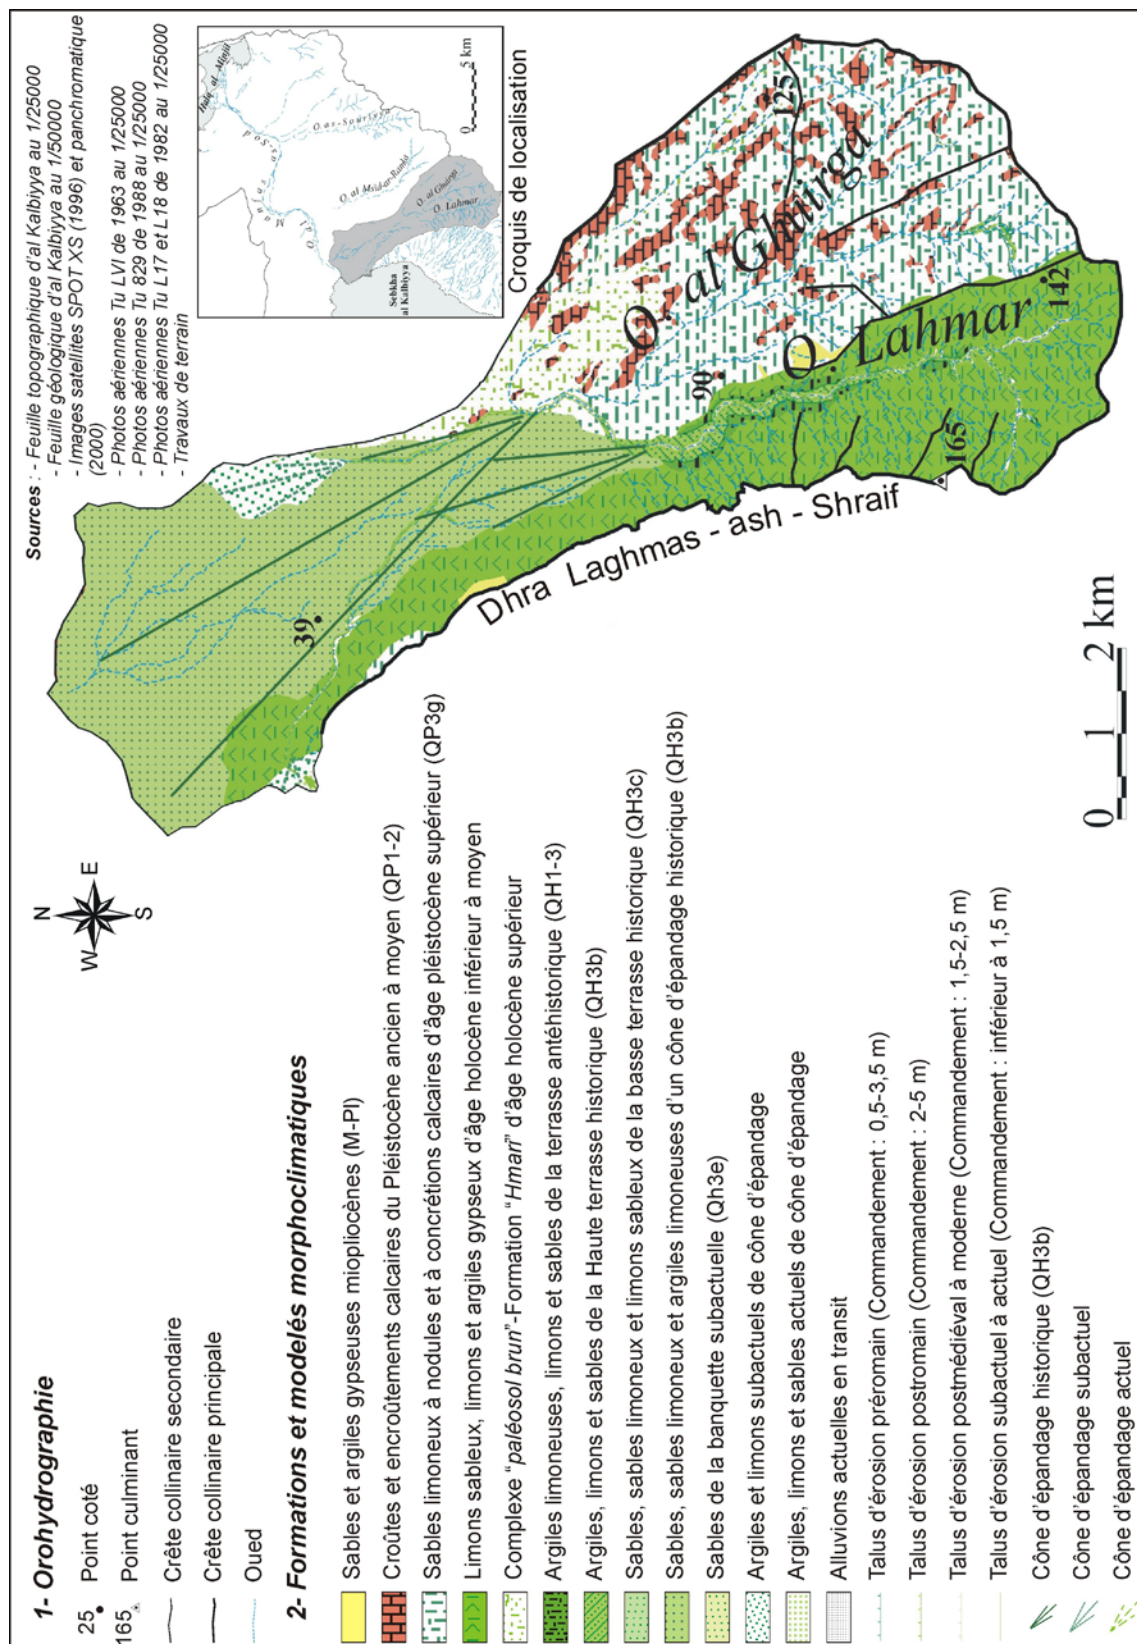 Sources : - Feuille topographique d'al Kalbiyya au 1/25000
- Feuille géologique d'al Kalbiyya au 1/50000
- Images satellites SPOT XS (1996) et panchromatique
(2000)
- Photos aériennes Tu LVI de 1963 au 1/25000
- Photos aériennes Tu 829 de 1988 au 1/25000
- Photos aériennes Tu L17 et L18 de 1982 au 1/25000
- Travaux de terrain
Hala al Minjil
O. as-Sourixya
O. al Msid-ar-Ramla
O. al Ghûrga
O. Lahmar
Sebkha
al Kalbiyya
0 5 km
Croquis de localisation
N
W E
S
39
125
O. al Ghûrga
90
O. Lahmar
142
165
Dhra Laghmas - ash - Shraif
0 1 2 km
1- Orohydrographie
25 Point coté
165 Point culminant
Crête collinaire secondaire
Crête collinaire principale
Oued
2- Formations et modelés morphoclimatiques
Sables et argiles gypseuses miopliocènes (M-Pl)
Croûtes et encroûtements calcaires du Pléistocène ancien à moyen (QP1-2)
Sables limoneux à nodules et à concrétions calcaires d'âge pléistocène supérieur (QP3g)
Limons sableux, limons et argiles gypseux d'âge holocène inférieur à moyen
Complexe "paléosol brun"-Formation "Hmari" d'âge holocène supérieur
Argiles limoneuses, limons et sables de la terrasse antéhistorique (QH1-3)
Argiles, limons et sables de la Haute terrasse historique (QH3b)
Sables, sables limoneux et limons sableux de la basse terrasse historique (QH3c)
Sables, sables limoneux et argiles limoneuses d'un cône d'épandage historique (QH3b)
Sables de la banquette subactuelle (Qh3e)
Argiles et limons subactuels de cône d'épandage
Argiles, limons et sables actuels de cône d'épandage
Alluvions actuelles en transit
Talus d'érosion préromain (Commandement : 0,5-3,5 m)
Talus d'érosion postromain (Commandement : 2-5 m)
Talus d'érosion postmédiéval à moderne (Commandement : 1,5-2,5 m)
Talus d'érosion subactuel à actuel (Commandement : inférieur à 1,5 m)
Cône d'épandage historique (QH3b)
Cône d'épandage subactuel
Cône d'épandage actuel